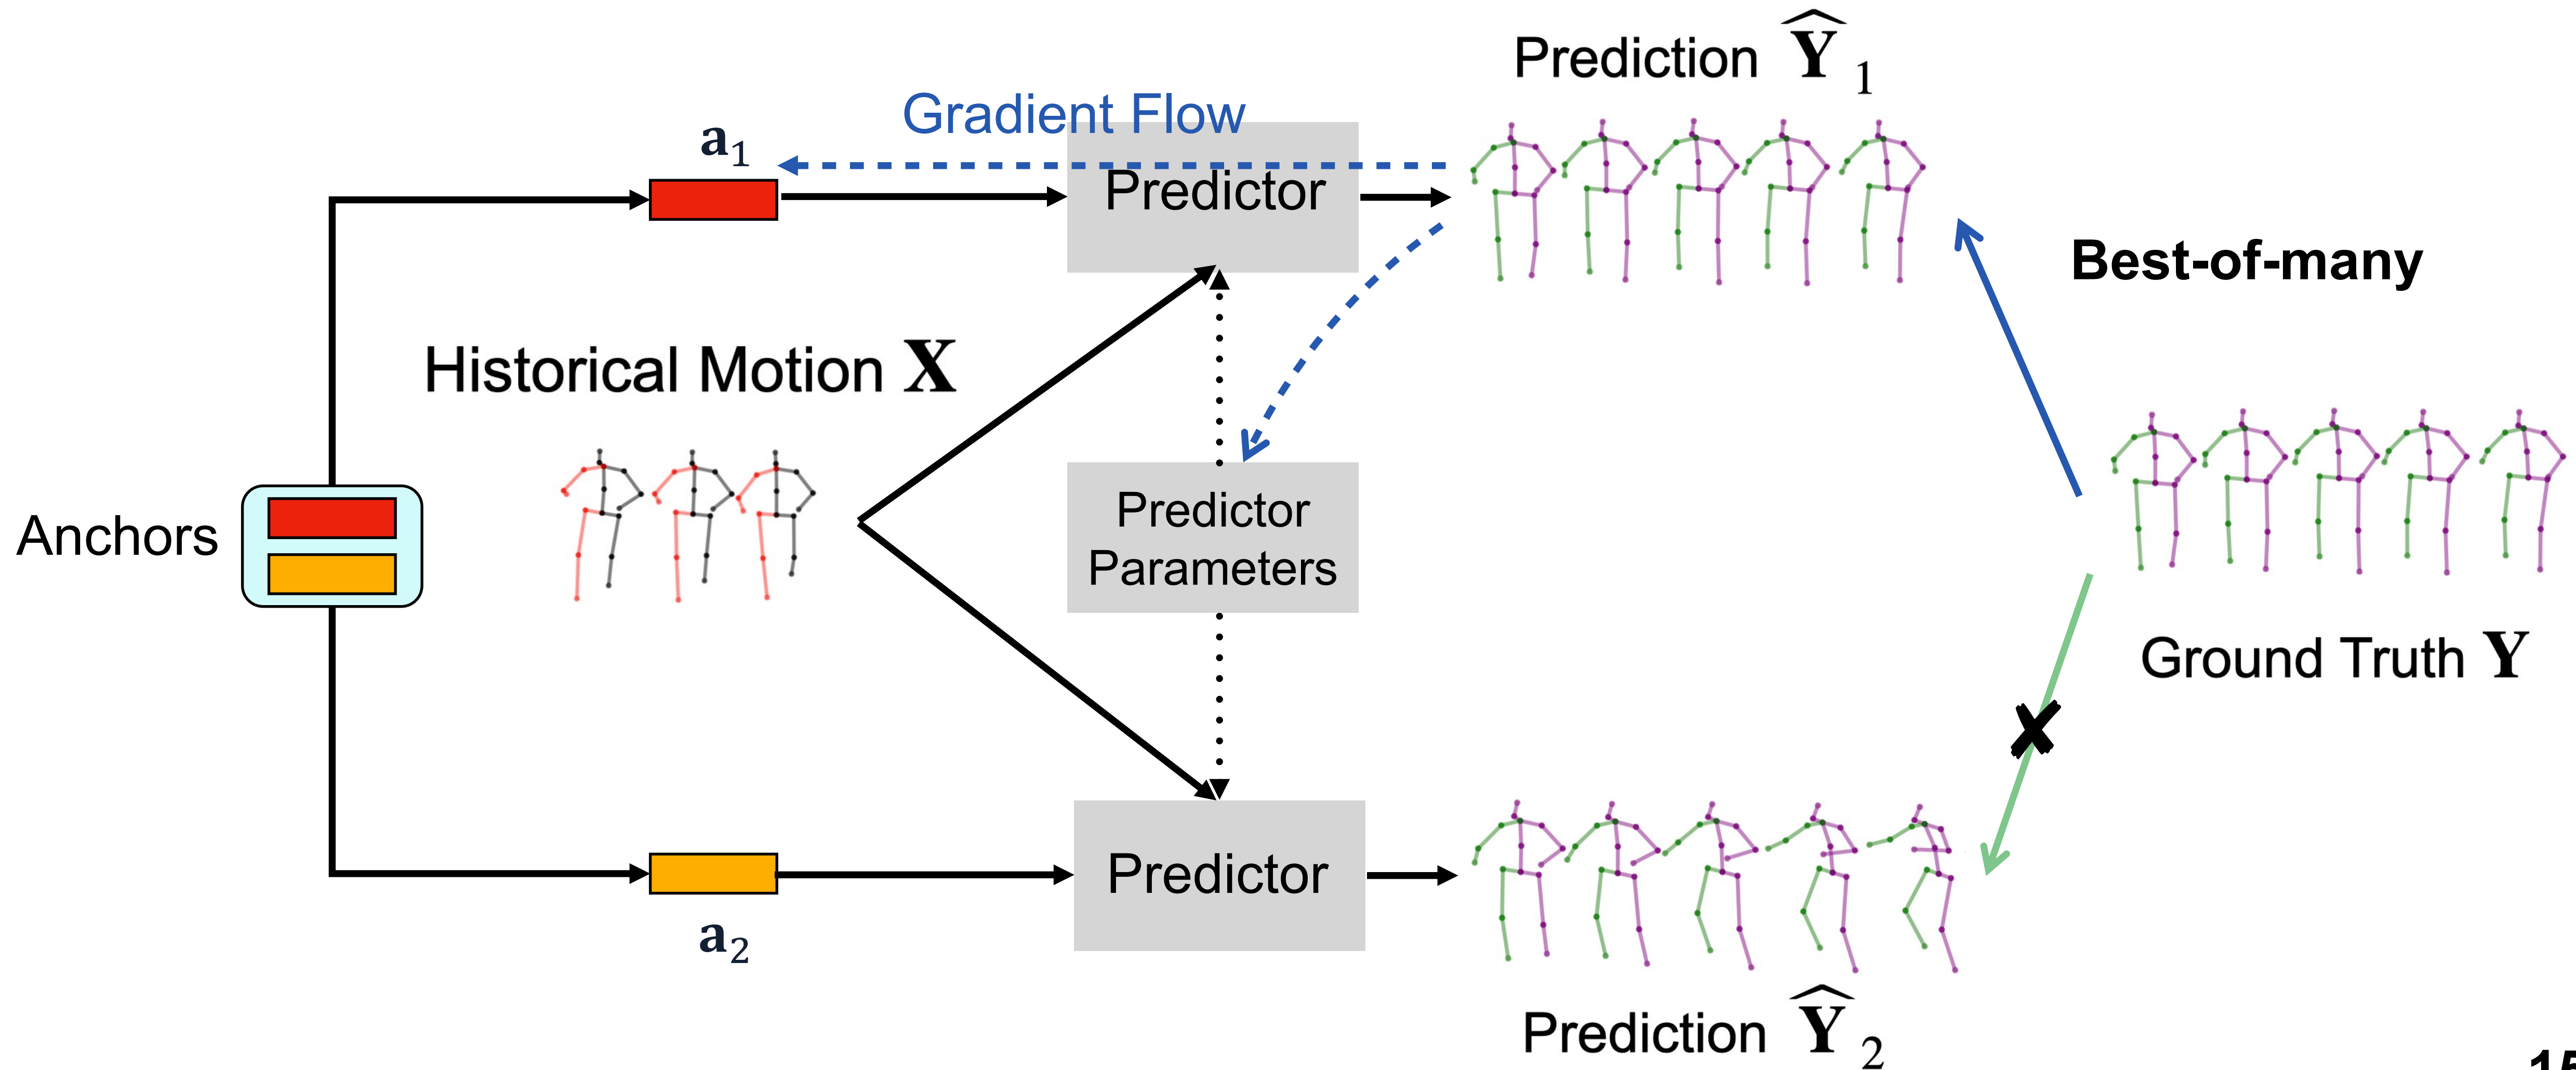 Prediction Ŷ₁
Gradient Flow
a₁
Predictor
Best-of-many
Historical Motion X
Anchors
Predictor
Parameters
Ground Truth Y
Predictor
a₂
Prediction Ŷ₂